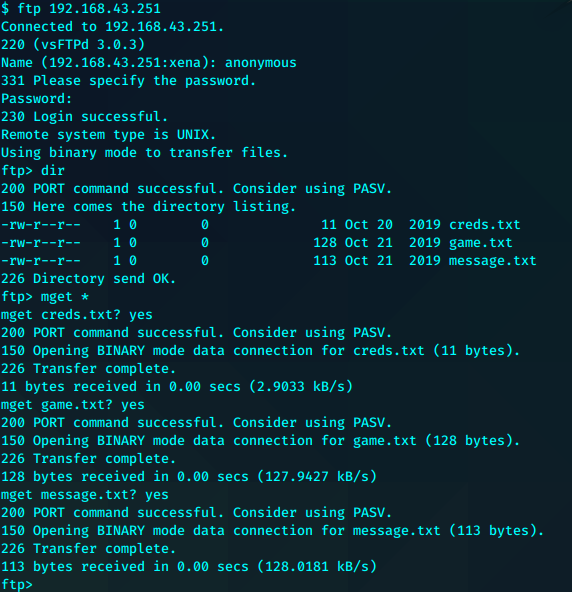 $ ftp 192.168.43.251
Connected to 192.168.43.251.
220 (vsFTPd 3.0.3)
Name (192.168.43.251:xena): anonymous
331 Please specify the password.
Password:
230 Login successful.
Remote system type is UNIX.
Using binary mode to transfer files.
ftp> dir
200 PORT command successful. Consider using PASV.
150 Here comes the directory listing.
-rw-r--r--    1 0        0              11 Oct 20  2019 creds.txt
-rw-r--r--    1 0        0             128 Oct 21  2019 game.txt
-rw-r--r--    1 0        0             113 Oct 21  2019 message.txt
226 Directory send OK.
ftp> mget *
mget creds.txt? yes
200 PORT command successful. Consider using PASV.
150 Opening BINARY mode data connection for creds.txt (11 bytes).
226 Transfer complete.
11 bytes received in 0.00 secs (2.9033 kB/s)
mget game.txt? yes
200 PORT command successful. Consider using PASV.
150 Opening BINARY mode data connection for game.txt (128 bytes).
226 Transfer complete.
128 bytes received in 0.00 secs (127.9427 kB/s)
mget message.txt? yes
200 PORT command successful. Consider using PASV.
150 Opening BINARY mode data connection for message.txt (113 bytes).
226 Transfer complete.
113 bytes received in 0.00 secs (128.0181 kB/s)
ftp>